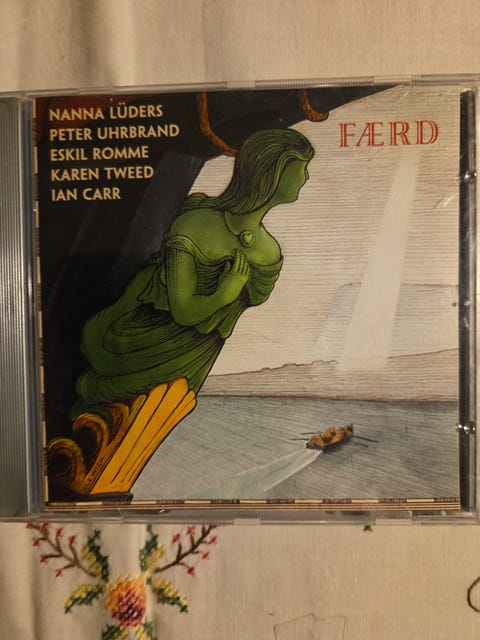 NANNA LÜDERS
PETER UHRBRAND
ESKIL ROMME
KAREN TWEED
IAN CARR
FÆRD